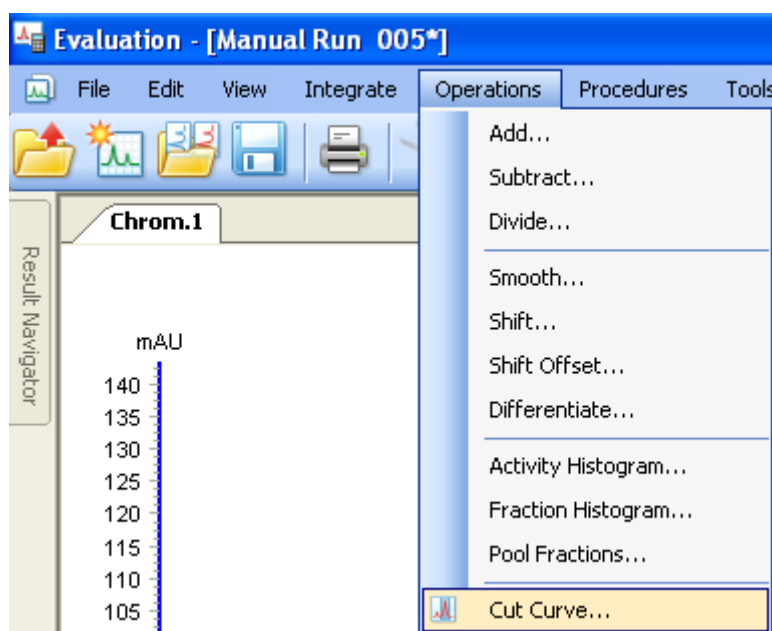 Evaluation - [Manual Run 005*]
File Edit View Integrate Operations Procedures Tools
Add...
Subtract...
Divide...
Chrom.1
Smooth...
Result Navigator
Shift...
mAU
Shift Offset...
140
Differentiate...
135
130
Activity Histogram...
125
120
Fraction Histogram...
115
Pool Fractions...
110
105
Cut Curve...